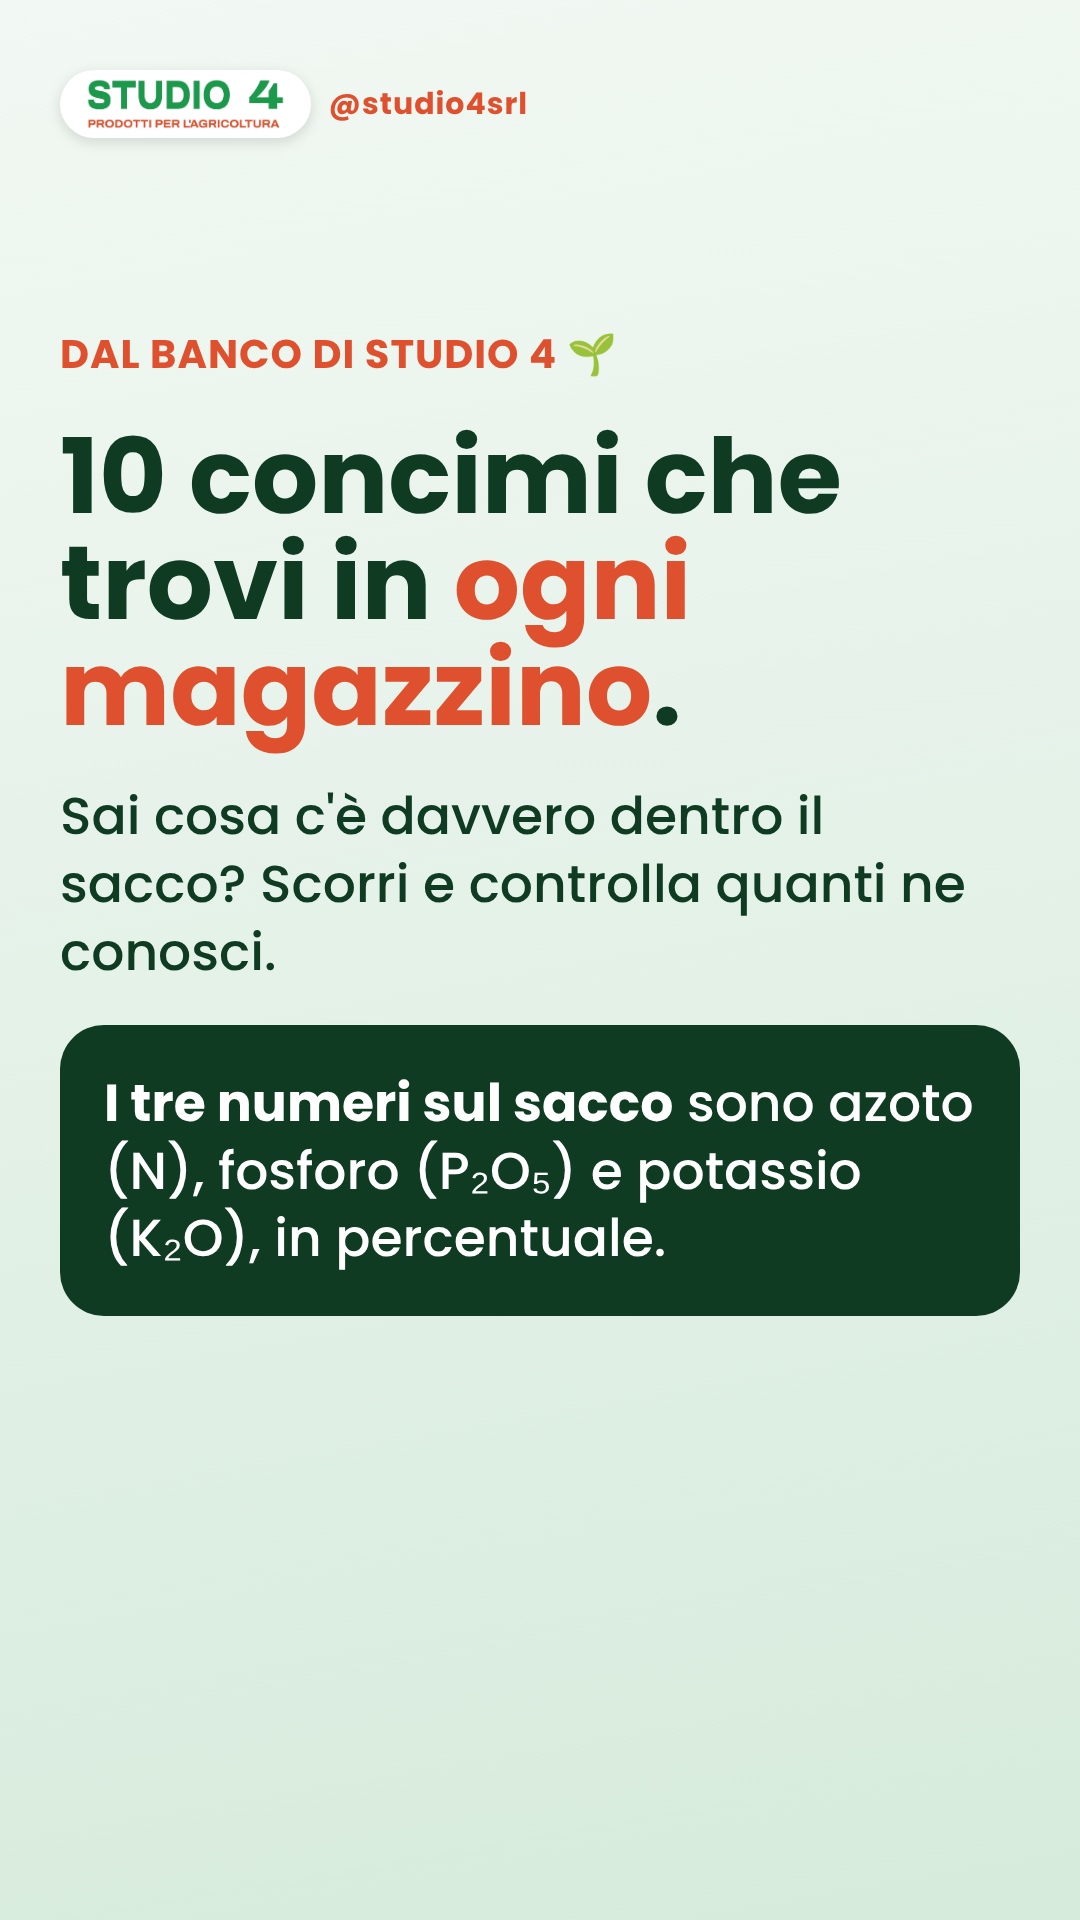 STUDIO 4
PRODOTTI PER L'AGRICOLTURA
@studio4srl
DAL BANCO DI STUDIO 4 🌱
10 concimi che
trovi in ogni
magazzino.
Sai cosa c'è davvero dentro il
sacco? Scorri e controlla quanti ne
conosci.
I tre numeri sul sacco sono azoto
(N), fosforo (P₂O₅) e potassio
(K₂O), in percentuale.